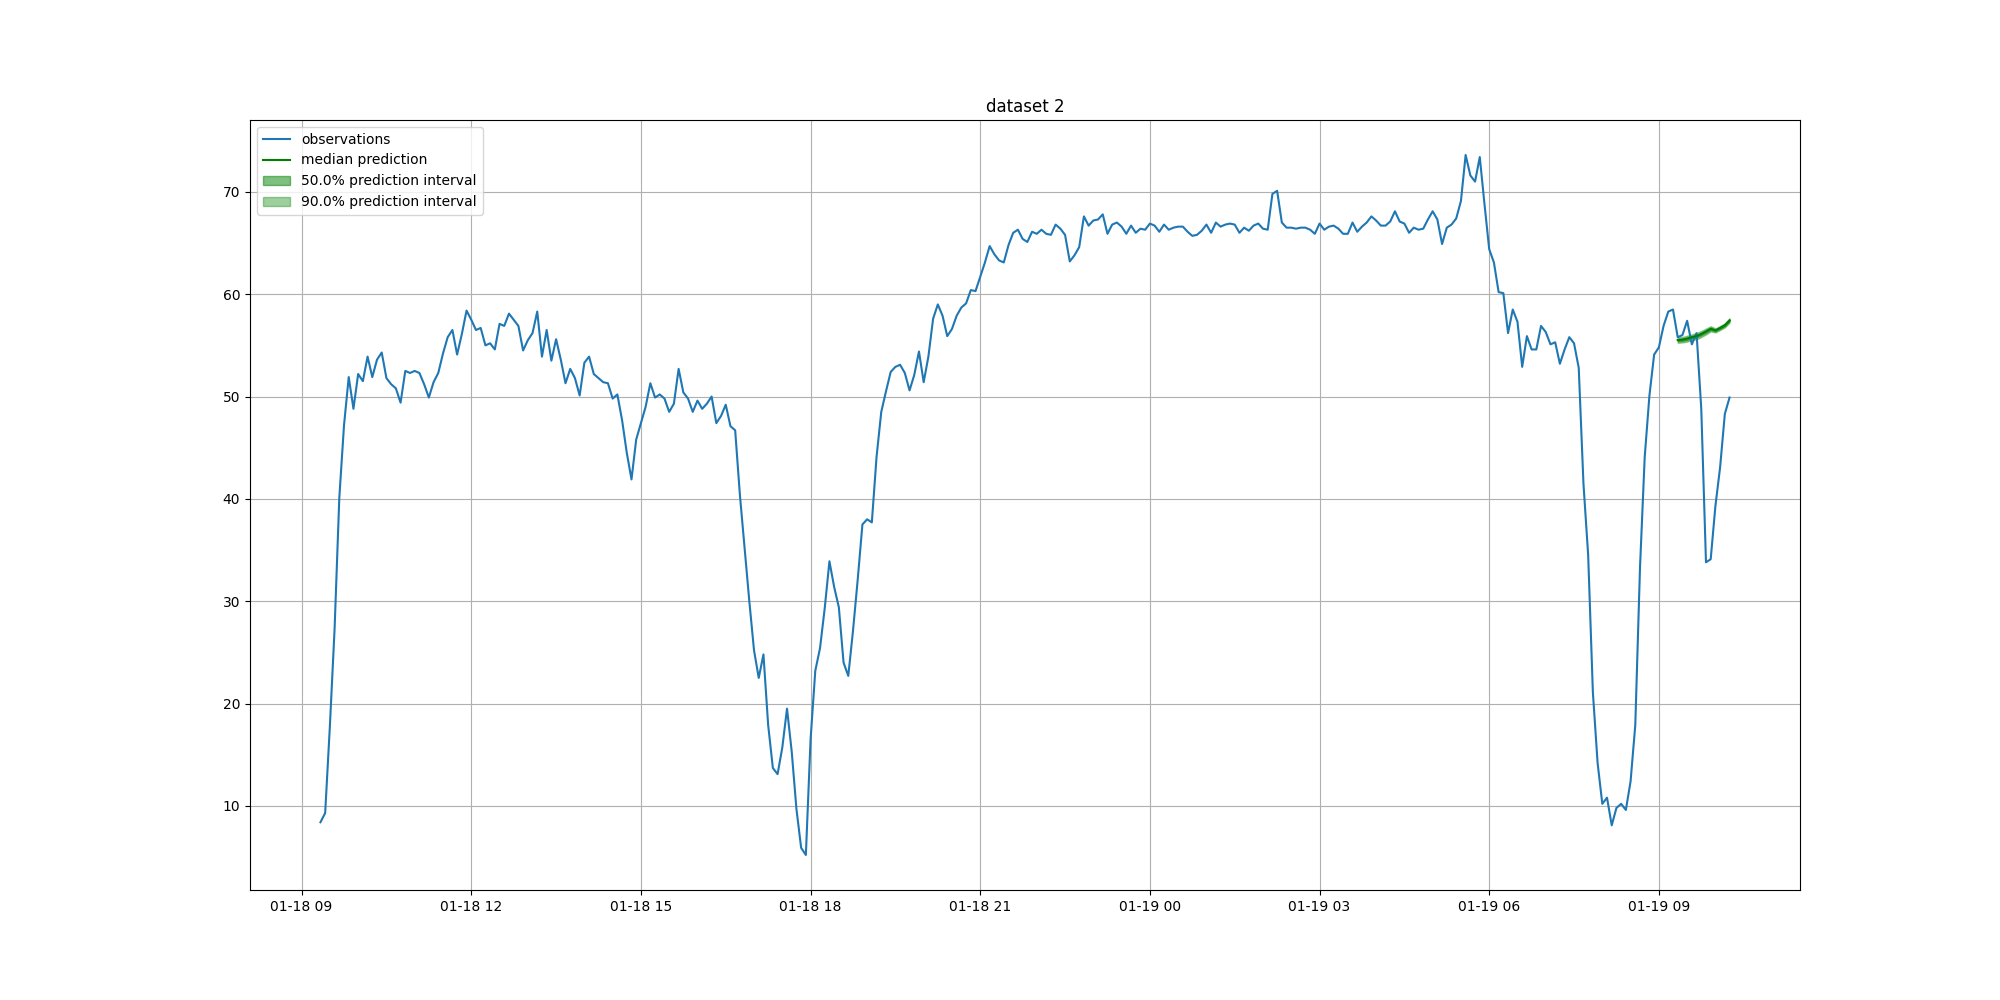 dataset 2
observations
median prediction
50.0% prediction interval
90.0% prediction interval
70
60
50
40
30
20
10
01-18 09 01-18 12 01-18 15 01-18 18 01-18 21 01-19 00 01-19 03 01-19 06 01-19 09